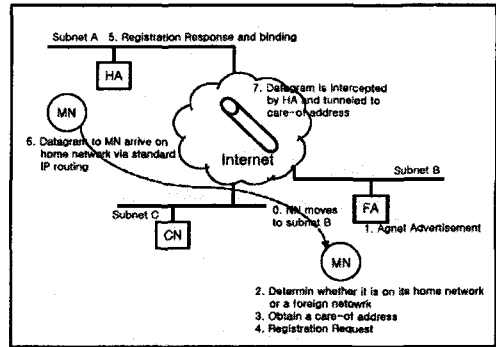 Subnet A 5. Registration Response and binding
HA
7. Datagram is intercepted
by HA and tunneled to
care-of address
MN
6. Datagram to MN arrive on
home network via standard
IP routing
Internet
Subnet B
Subnet C
0. NN moves
to subnet B
FA
1. Agnet Advertisement
CN
MN
2. Determin whether it is on its home network
or a foreign netowrk
3. Obtain a care-of address
4. Registration Request